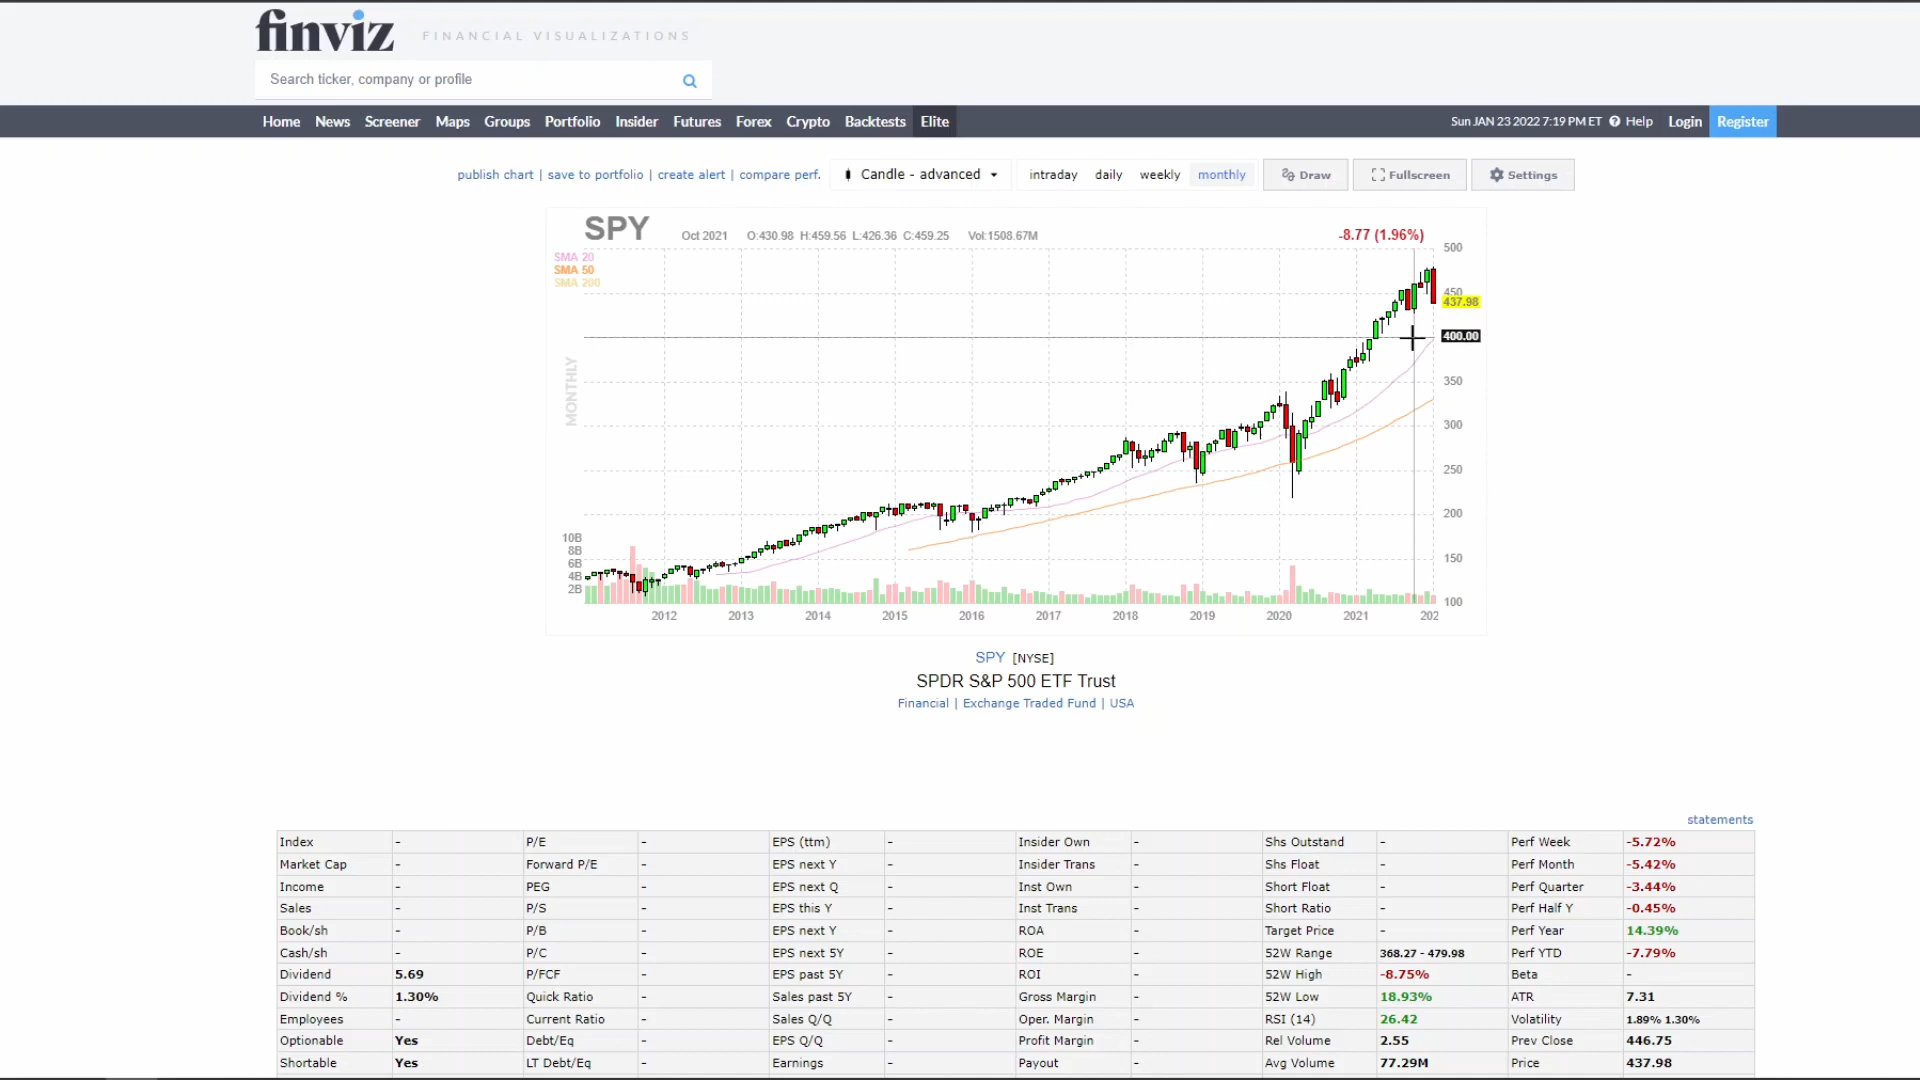 finviz FINANCIAL VISUALIZATIONS
Search ticker, company or profile
Home News Screener Maps Groups Portfolio Insider Futures Forex Crypto Backtests Elite Sun JAN 23 2022 7:19 PM ET Help Login Register
publish chart | save to portfolio | create alert | compare perf. Candle - advanced intraday daily weekly monthly Draw Fullscreen Settings
SPY Oct 2021 O:430.98 H:459.56 L:426.36 C:459.25 Vol:1508.67M -8.77 (1.96%)
500
SMA 20
SMA 50
SMA 200
450
437.98
400.00
MONTHLY
350
300
250
200
10B
8B
150
6B
4B
2B
100
2012 2013 2014 2015 2016 2017 2018 2019 2020 2021 202
SPY [NYSE]
SPDR S&P 500 ETF Trust
Financial | Exchange Traded Fund | USA
statements
Index - P/E - EPS (ttm) - Insider Own - Shs Outstand - Perf Week -5.72%
Market Cap - Forward P/E - EPS next Y - Insider Trans - Shs Float - Perf Month -5.42%
Income - PEG - EPS next Q - Inst Own - Short Float - Perf Quarter -3.44%
Sales - P/S - EPS this Y - Inst Trans - Short Ratio - Perf Half Y -0.45%
Book/sh - P/B - EPS next Y - ROA - Target Price - Perf Year 14.39%
Cash/sh - P/C - EPS next 5Y - ROE - 52W Range 368.27 - 479.98 Perf YTD -7.79%
Dividend 5.69 P/FCF - EPS past 5Y - ROI - 52W High -8.75% Beta -
Dividend % 1.30% Quick Ratio - Sales past 5Y - Gross Margin - 52W Low 18.93% ATR 7.31
Employees - Current Ratio - Sales Q/Q - Oper. Margin - RSI (14) 26.42 Volatility 1.89% 1.30%
Optionable Yes Debt/Eq - EPS Q/Q - Profit Margin - Rel Volume 2.55 Prev Close 446.75
Shortable Yes LT Debt/Eq - Earnings - Payout - Avg Volume 77.29M Price 437.98